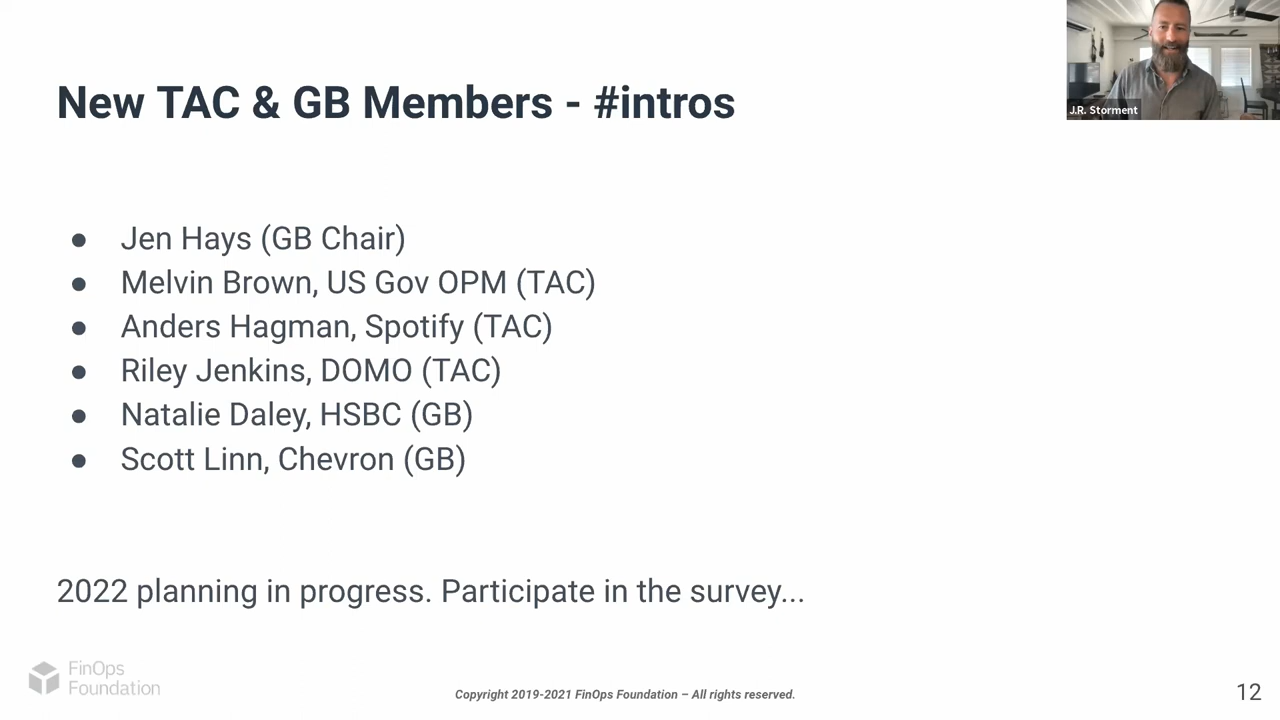 New TAC & GB Members - #intros
J.R. Storment
● Jen Hays (GB Chair)
● Melvin Brown, US Gov OPM (TAC)
● Anders Hagman, Spotify (TAC)
● Riley Jenkins, DOMO (TAC)
● Natalie Daley, HSBC (GB)
● Scott Linn, Chevron (GB)
2022 planning in progress. Participate in the survey...
FinOps
Foundation
Copyright 2019-2021 FinOps Foundation – All rights reserved.
12